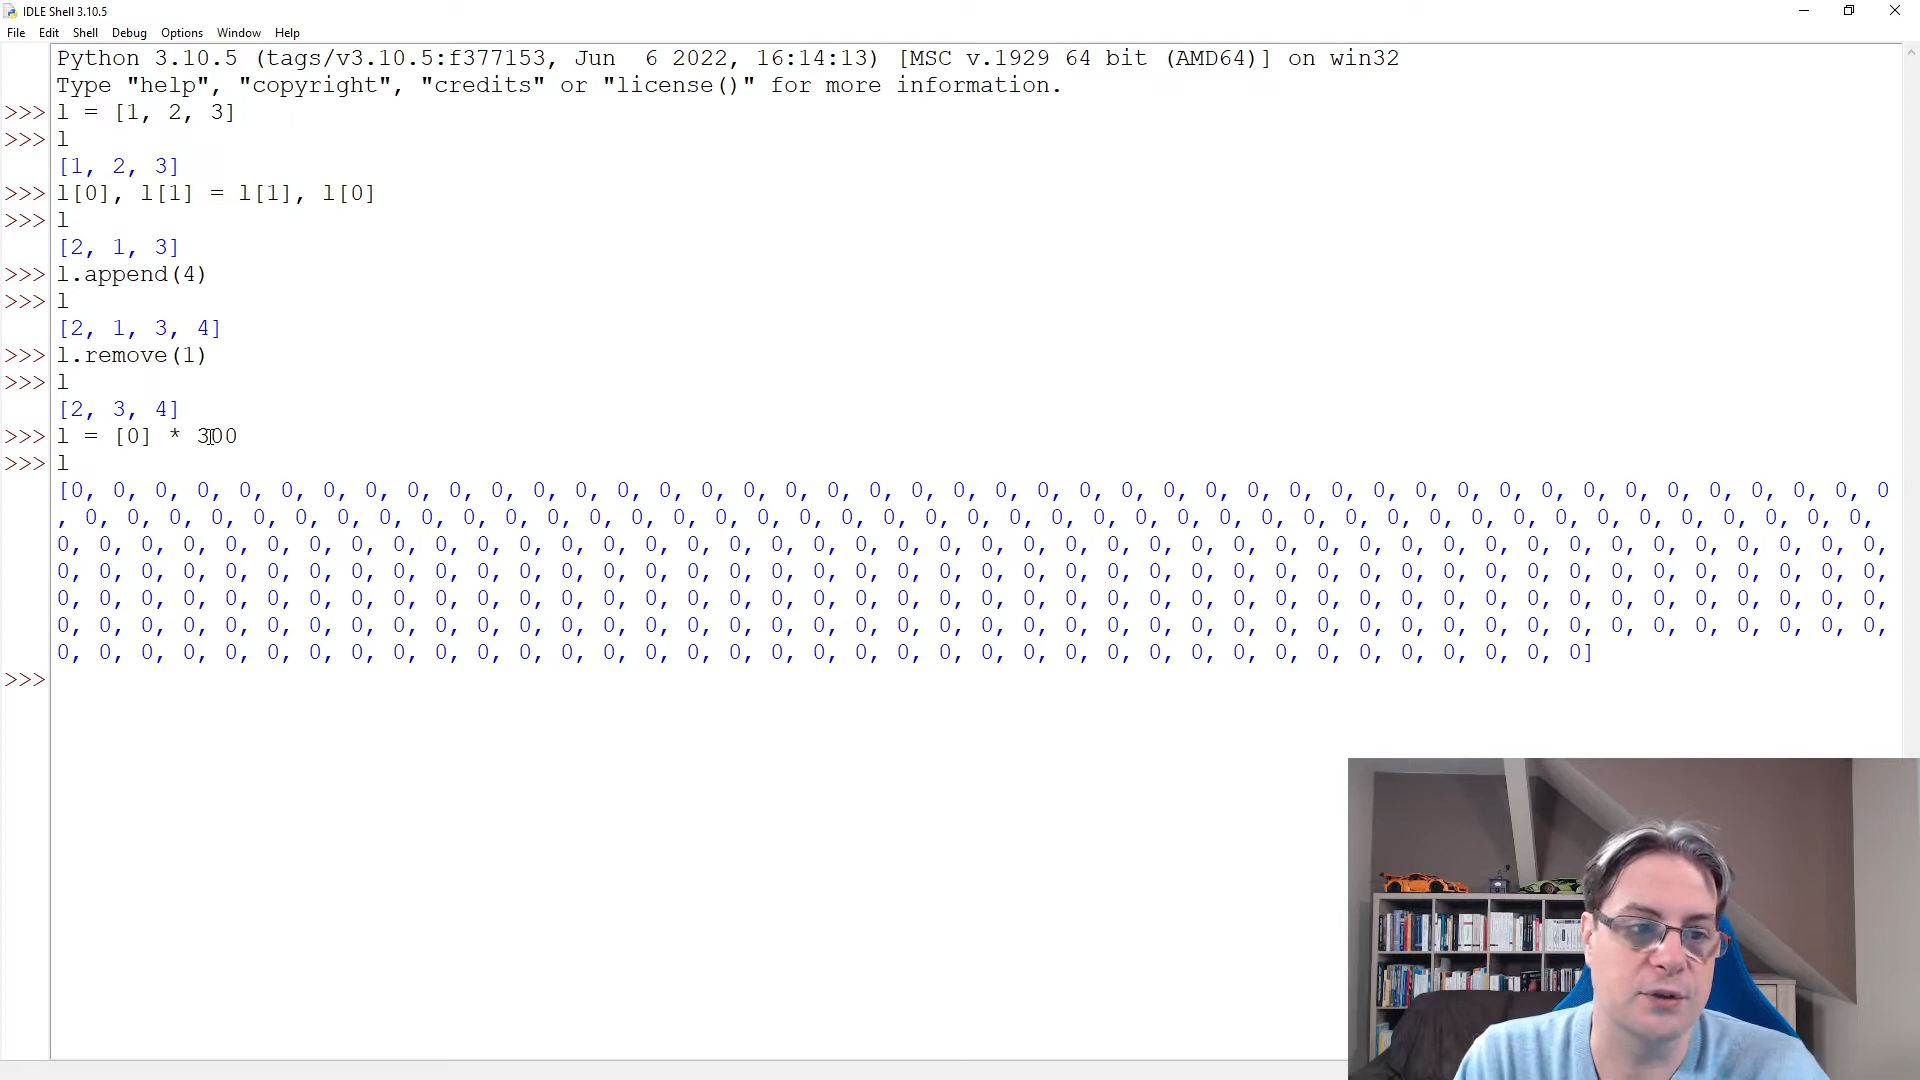 IDLE Shell 3.10.5
File Edit Shell Debug Options Window Help
Python 3.10.5 (tags/v3.10.5:f377153, Jun  6 2022, 16:14:13) [MSC v.1929 64 bit (AMD64)] on win32
Type "help", "copyright", "credits" or "license()" for more information.
>>> l = [1, 2, 3]
>>> l
[1, 2, 3]
>>> l[0], l[1] = l[1], l[0]
>>> l
[2, 1, 3]
>>> l.append(4)
>>> l
[2, 1, 3, 4]
>>> l.remove(1)
>>> l
[2, 3, 4]
>>> l = [0] * 300
>>> l
[0, 0, 0, 0, 0, 0, 0, 0, 0, 0, 0, 0, 0, 0, 0, 0, 0, 0, 0, 0, 0, 0, 0, 0, 0, 0, 0, 0, 0, 0, 0, 0, 0, 0, 0, 0, 0, 0, 0, 0, 0, 0, 0, 0
, 0, 0, 0, 0, 0, 0, 0, 0, 0, 0, 0, 0, 0, 0, 0, 0, 0, 0, 0, 0, 0, 0, 0, 0, 0, 0, 0, 0, 0, 0, 0, 0, 0, 0, 0, 0, 0, 0, 0, 0, 0, 0, 0,
0, 0, 0, 0, 0, 0, 0, 0, 0, 0, 0, 0, 0, 0, 0, 0, 0, 0, 0, 0, 0, 0, 0, 0, 0, 0, 0, 0, 0, 0, 0, 0, 0, 0, 0, 0, 0, 0, 0, 0, 0, 0, 0, 0,
0, 0, 0, 0, 0, 0, 0, 0, 0, 0, 0, 0, 0, 0, 0, 0, 0, 0, 0, 0, 0, 0, 0, 0, 0, 0, 0, 0, 0, 0, 0, 0, 0, 0, 0, 0, 0, 0, 0, 0, 0, 0, 0, 0,
0, 0, 0, 0, 0, 0, 0, 0, 0, 0, 0, 0, 0, 0, 0, 0, 0, 0, 0, 0, 0, 0, 0, 0, 0, 0, 0, 0, 0, 0, 0, 0, 0, 0, 0, 0, 0, 0, 0, 0, 0, 0, 0, 0,
0, 0, 0, 0, 0, 0, 0, 0, 0, 0, 0, 0, 0, 0, 0, 0, 0, 0, 0, 0, 0, 0, 0, 0, 0, 0, 0, 0, 0, 0, 0, 0, 0, 0, 0, 0, 0, 0, 0, 0, 0, 0, 0, 0,
0, 0, 0, 0, 0, 0, 0, 0, 0, 0, 0, 0, 0, 0, 0, 0, 0, 0, 0, 0, 0, 0, 0, 0, 0, 0, 0, 0, 0, 0, 0, 0, 0, 0, 0, 0, 0]
>>>